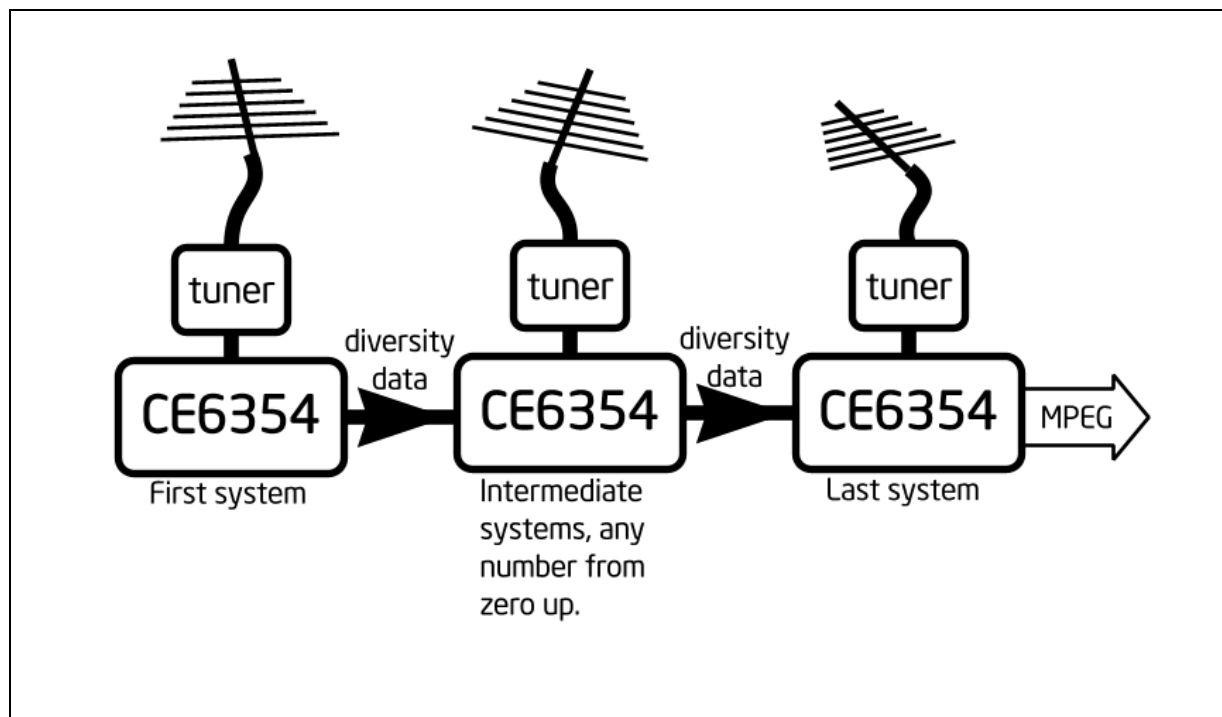 tuner
tuner
tuner
diversity
data
diversity
data
CE6354
CE6354
CE6354
MPEG
First system
Intermediate
systems, any
number from
zero up.
Last system